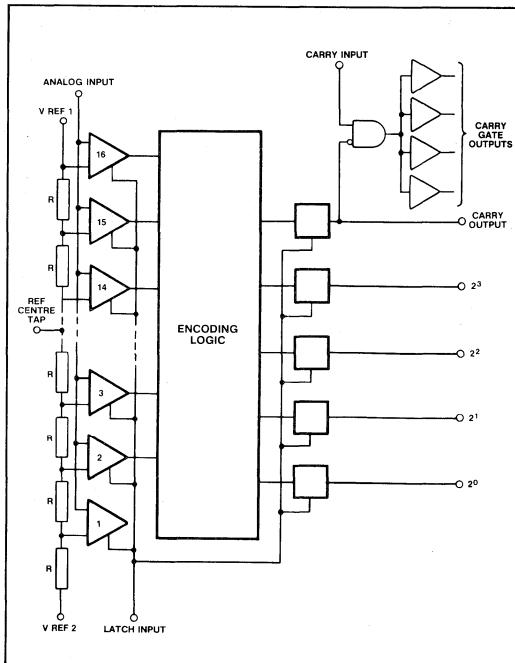 CARRY INPUT
ANALOG INPUT
V REF 1
CARRY
GATE
OUTPUTS
16
R
15
CARRY
OUTPUT
R
14
2³
REF
CENTRE
TAP
ENCODING
LOGIC
2²
R
3
R
2¹
2
R
1
2⁰
R
V REF 2
LATCH INPUT